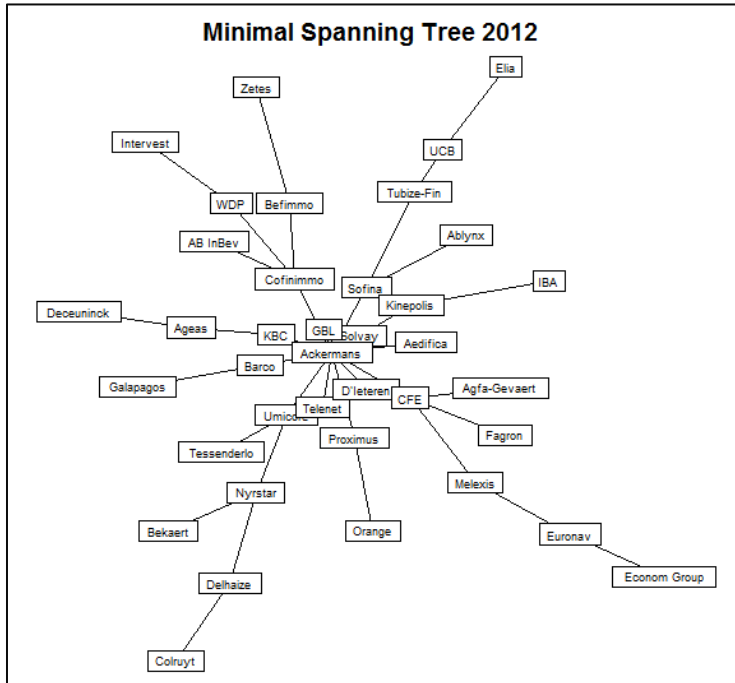 Minimal Spanning Tree 2012
Elia
Zetes
Intervest
UCB
Tubize-Fin
WDP
Befimmo
Ablynx
AB InBev
Cofinimmo
IBA
Sofina
Kinepolis
Deceuninck
Ageas
GBL
KBC
Solvay
Aedifica
Ackermans
Barco
Galapagos
D'Ieteren
Agfa-Gevaert
CFE
Telenet
Umicore
Fagron
Proximus
Tessenderlo
Melexis
Nyrstar
Bekaert
Orange
Euronav
Econom Group
Delhaize
Colruyt